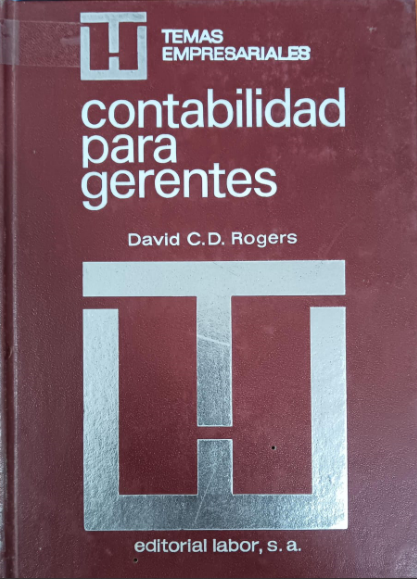 TEMAS
EMPRESARIALES
contabilidad
para
gerentes
David C.D. Rogers
editorial labor, s.a.